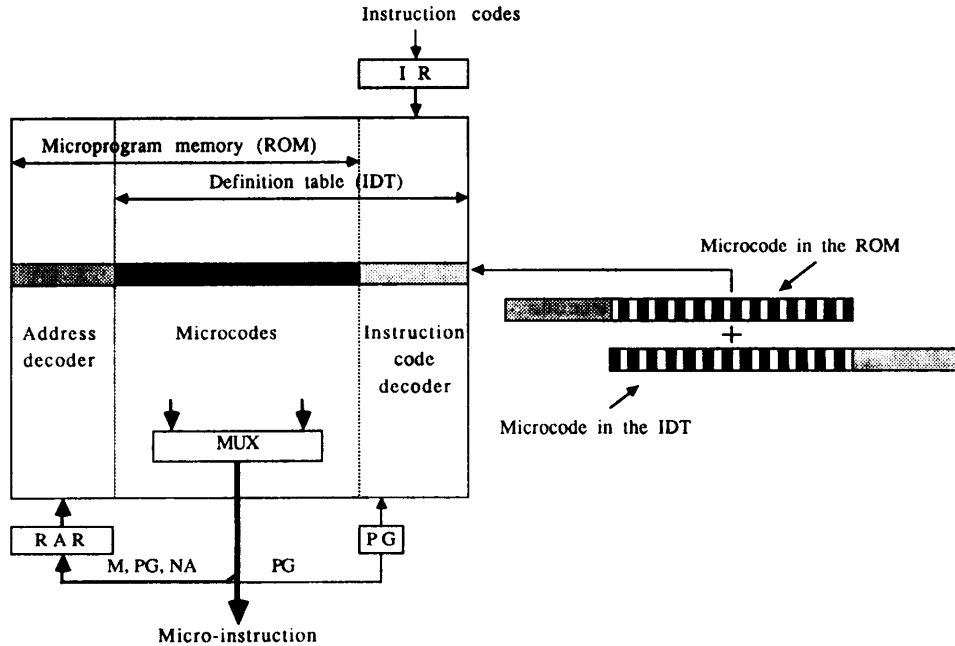 Instruction codes
I R
Microprogram memory (ROM)
Definition table (IDT)
Microcode in the ROM
Address
decoder
Microcodes
Instruction
code
decoder
+
Microcode in the IDT
MUX
R A R
P G
M, PG, NA
PG
Micro-instruction